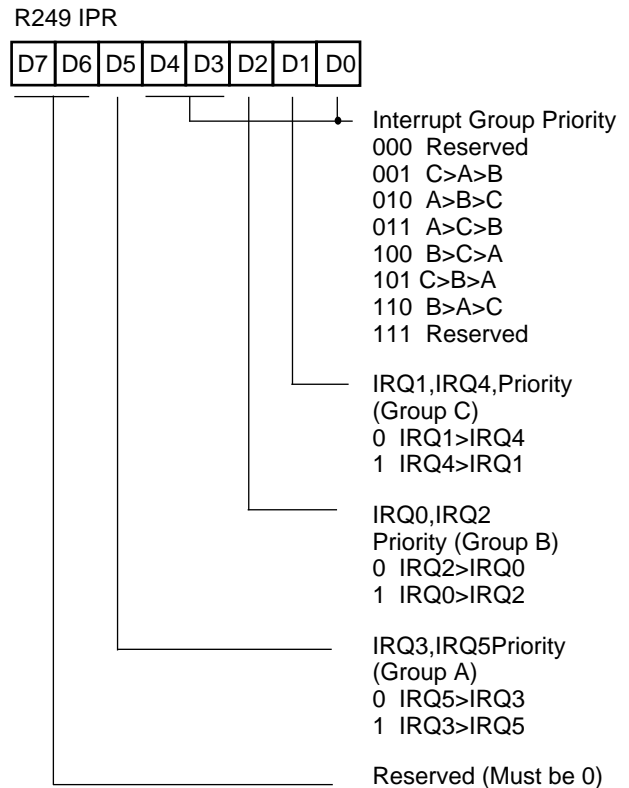 R249 IPR
D7 D6 D5 D4 D3 D2 D1 D0
Interrupt Group Priority
000 Reserved
001 C>A>B
010 A>B>C
011 A>C>B
100 B>C>A
101 C>B>A
110 B>A>C
111 Reserved
IRQ1,IRQ4,Priority
(Group C)
0 IRQ1>IRQ4
1 IRQ4>IRQ1
IRQ0,IRQ2
Priority (Group B)
0 IRQ2>IRQ0
1 IRQ0>IRQ2
IRQ3,IRQ5Priority
(Group A)
0 IRQ5>IRQ3
1 IRQ3>IRQ5
Reserved (Must be 0)